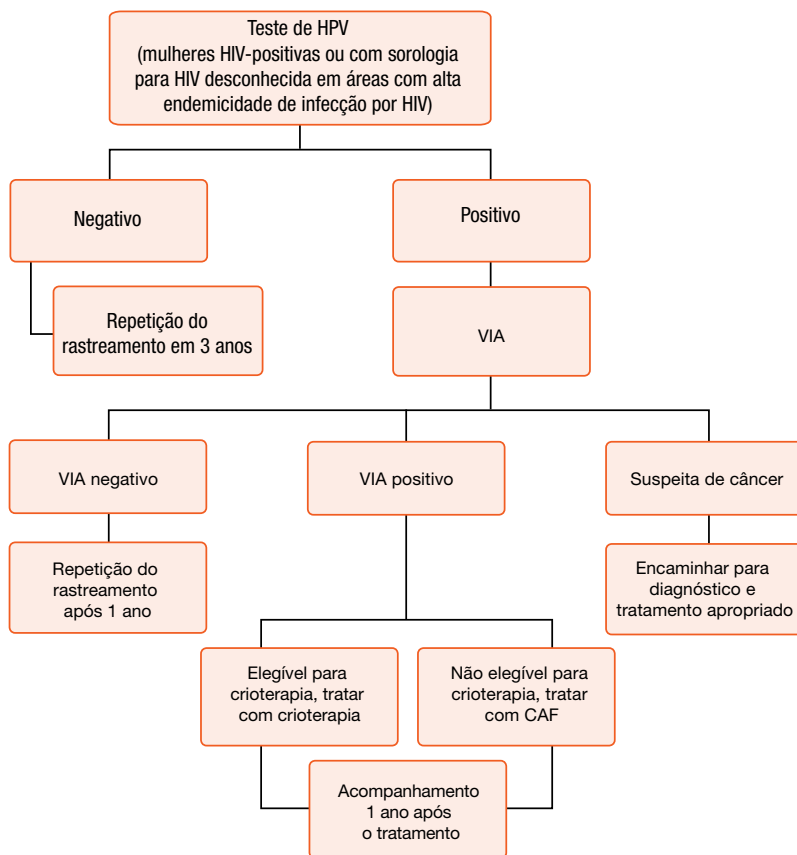 Teste de HPV
(mulheres HIV-positivas ou com sorologia
para HIV desconhecida em áreas com alta
endemicidade de infecção por HIV)
Negativo
Positivo
Repetição do
rastreamento em 3 anos
VIA
VIA negativo
VIA positivo
Suspeita de câncer
Repetição do
rastreamento
após 1 ano
Encaminhar para
diagnóstico e
tratamento apropriado
Elegível para
crioterapia, tratar
com crioterapia
Não elegível para
crioterapia, tratar
com CAF
Acompanhamento
1 ano após
o tratamento